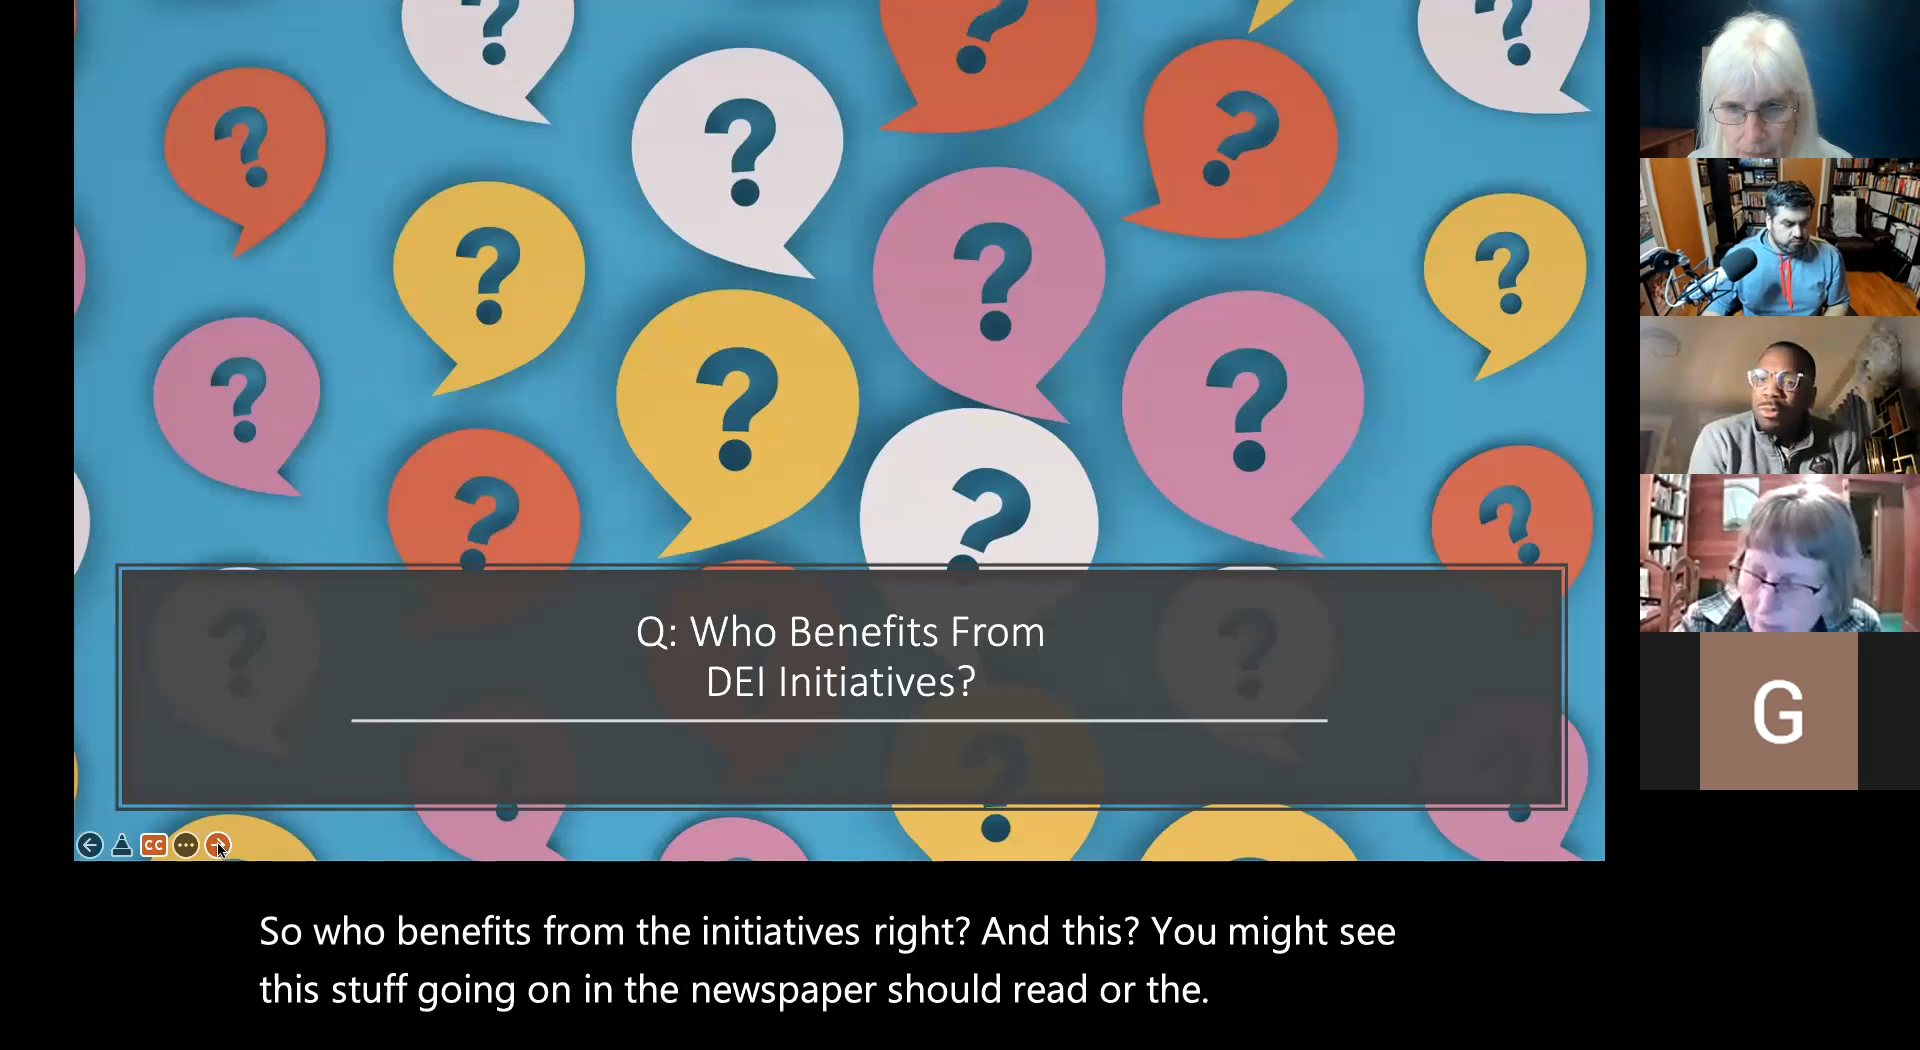 Q: Who Benefits From
DEI Initiatives?
G
CC
So who benefits from the initiatives right? And this? You might see
this stuff going on in the newspaper should read or the.